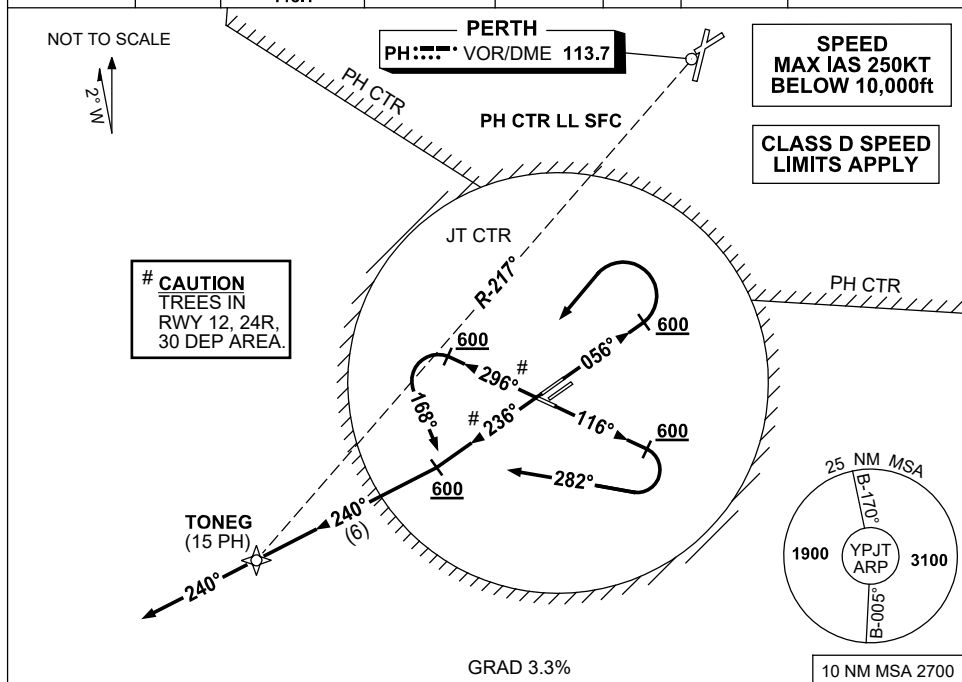 NOT TO SCALE
2° W
PERTH
PH VOR/DME 113.7
SPEED
MAX IAS 250KT
BELOW 10,000ft
PH CTR
PH CTR LL SFC
CLASS D SPEED
LIMITS APPLY
JT CTR
R-217°
PH CTR
# CAUTION
TREES IN
RWY 12, 24R,
30 DEP AREA.
600
600
056°
#
296°
168°
#
236°
116°
600
282°
600
240°
(6)
TONEG
(15 PH)
240°
25 NM MSA
B-170°
1900
YPJT
ARP
3100
B-005°
GRAD 3.3%
10 NM MSA 2700